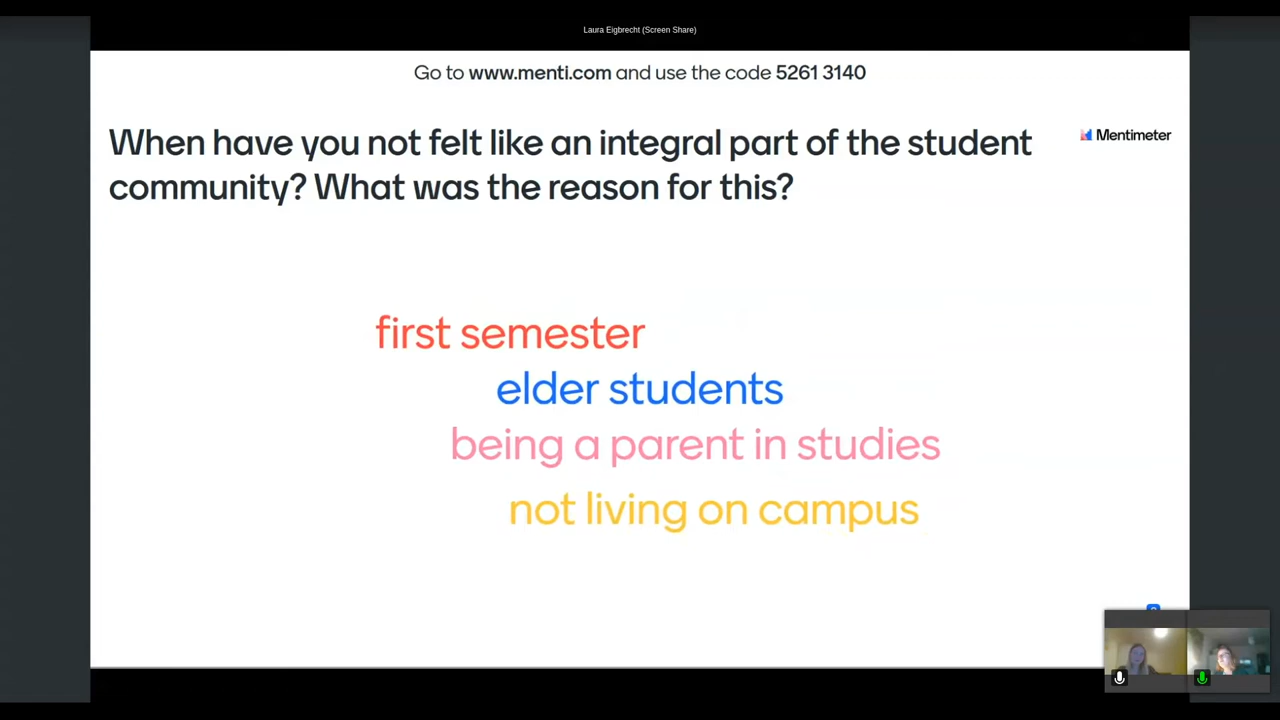 Laura Eigbrecht (Screen Share)
Go to www.menti.com and use the code 5261 3140
When have you not felt like an integral part of the student
community? What was the reason for this?
Mentimeter
first semester
elder students
being a parent in studies
not living on campus